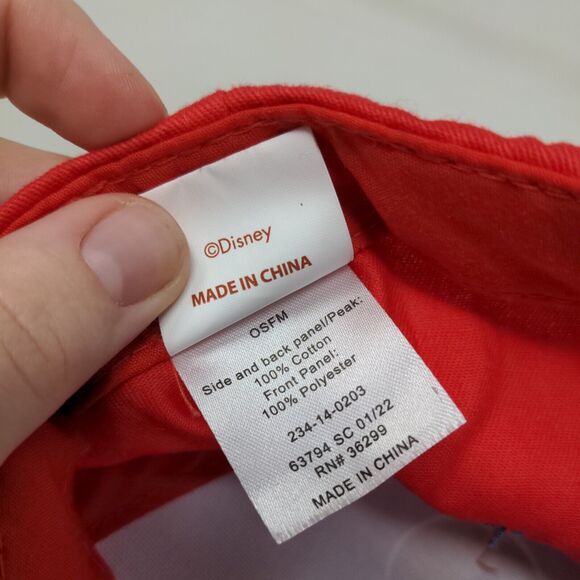 ©Disney
MADE IN CHINA
OSFM
Side and back panel/Peak:
100% Cotton
Front Panel:
100% Polyester
234-14-0203
63794 SC 01/22
RN# 36299
MADE IN CHINA